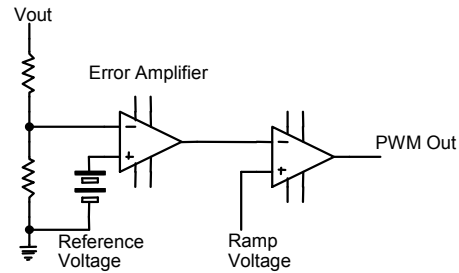 Vout
Error Amplifier
−
+
−
+
PWM Out
Reference
Voltage
Ramp
Voltage